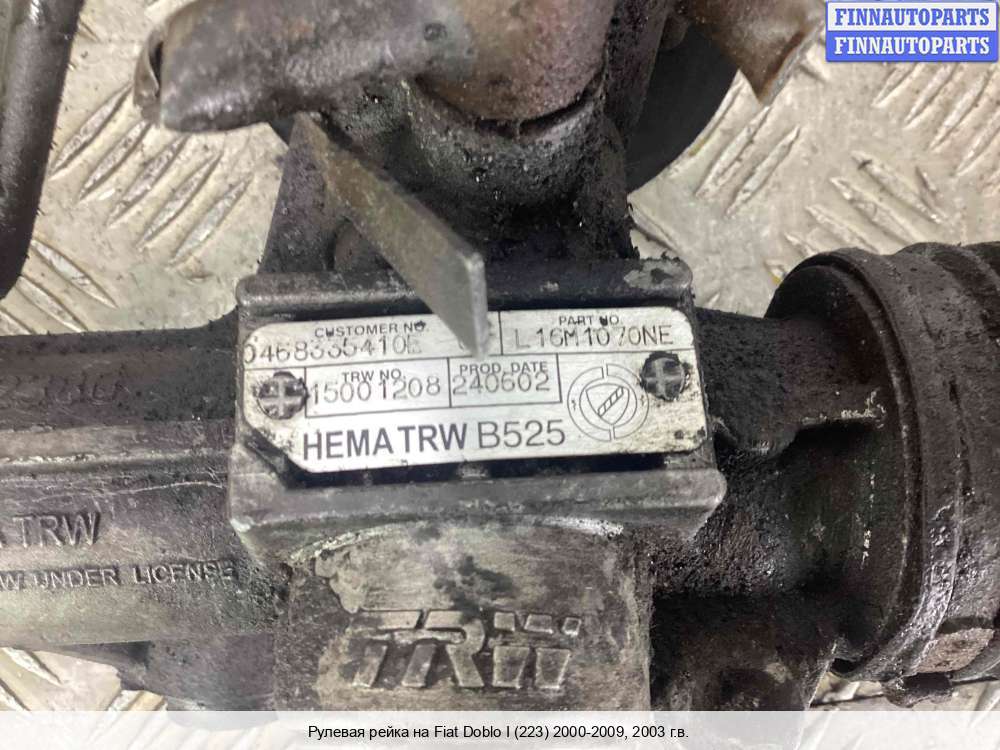 FINNAUTOPARTS
FINNAUTOPARTS
CUSTOMER NO.
046833541OE
PART NO.
L16M1070NE
TRW NO.
15001208
PROD. DATE
240602
HEMA TRW B525
TRW
UNDER LICENSE
TRW
Рулевая рейка на Fiat Doblo I (223) 2000-2009, 2003 г.в.